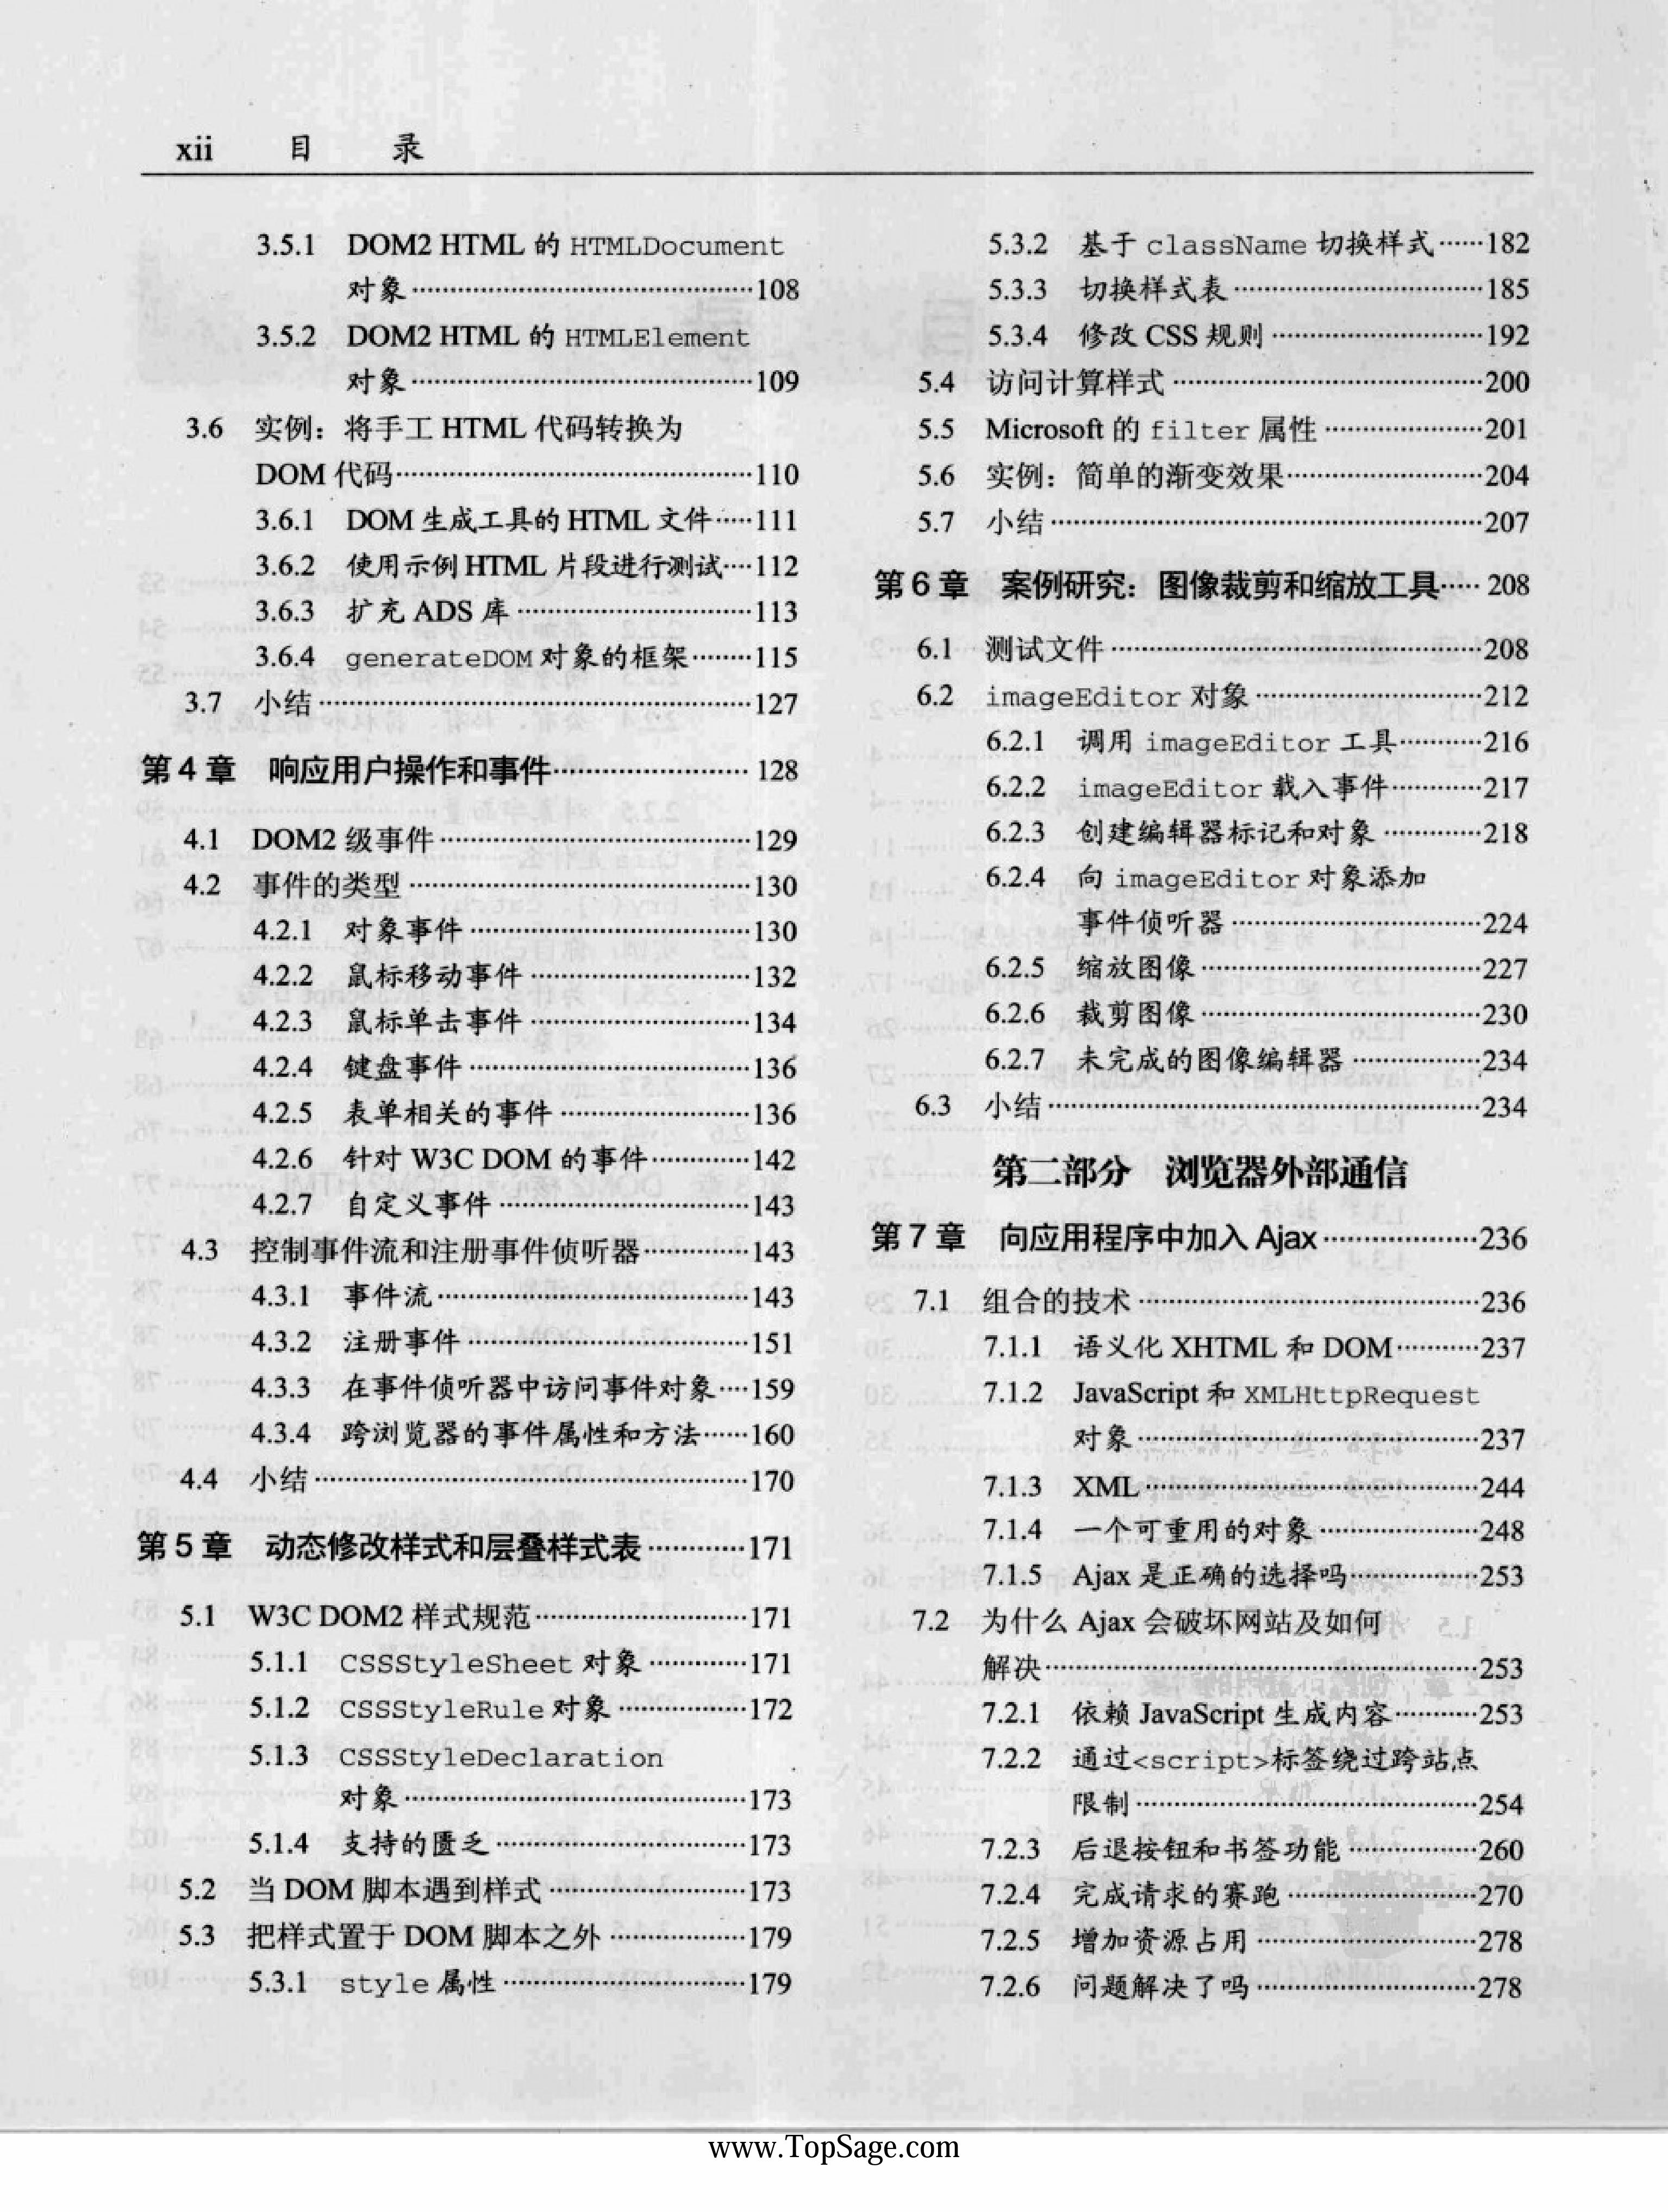 xii 目 录
3.5.1 DOM2 HTML 的 HTMLDocument
对象……108
3.5.2 DOM2 HTML 的 HTMLElement
对象……109
3.6 实例：将手工 HTML 代码转换为
DOM 代码……110
3.6.1 DOM 生成工具的 HTML 文件……111
3.6.2 使用示例 HTML 片段进行测试……112
3.6.3 扩充 ADS 库……113
3.6.4 generateDOM 对象的框架……115
3.7 小结……127
第 4 章 响应用户操作和事件……128
4.1 DOM2 级事件……129
4.2 事件的类型……130
4.2.1 对象事件……130
4.2.2 鼠标移动事件……132
4.2.3 鼠标单击事件……134
4.2.4 键盘事件……136
4.2.5 表单相关的事件……136
4.2.6 针对 W3C DOM 的事件……142
4.2.7 自定义事件……143
4.3 控制事件流和注册事件侦听器……143
4.3.1 事件流……143
4.3.2 注册事件……151
4.3.3 在事件侦听器中访问事件对象……159
4.3.4 跨浏览器的事件属性和方法……160
4.4 小结……170
第 5 章 动态修改样式和层叠样式表……171
5.1 W3C DOM2 样式规范……171
5.1.1 CSSStyleSheet 对象……171
5.1.2 CSSStyleRule 对象……172
5.1.3 CSSStyleDeclaration
对象……173
5.1.4 支持的匮乏……173
5.2 当 DOM 脚本遇到样式……173
5.3 把样式置于 DOM 脚本之外……179
5.3.1 style 属性……179
5.3.2 基于 className 切换样式……182
5.3.3 切换样式表……185
5.3.4 修改 CSS 规则……192
5.4 访问计算样式……200
5.5 Microsoft 的 filter 属性……201
5.6 实例：简单的渐变效果……204
5.7 小结……207
第 6 章 案例研究：图像裁剪和缩放工具……208
6.1 测试文件……208
6.2 imageEditor 对象……212
6.2.1 调用 imageEditor 工具……216
6.2.2 imageEditor 载入事件……217
6.2.3 创建编辑器标记和对象……218
6.2.4 向 imageEditor 对象添加
事件侦听器……224
6.2.5 缩放图像……227
6.2.6 裁剪图像……230
6.2.7 未完成的图像编辑器……234
6.3 小结……234
第二部分 浏览器外部通信
第 7 章 向应用程序中加入 Ajax……236
7.1 组合的技术……236
7.1.1 语义化 XHTML 和 DOM……237
7.1.2 JavaScript 和 XMLHttpRequest
对象……237
7.1.3 XML……244
7.1.4 一个可重用的对象……248
7.1.5 Ajax 是正确的选择吗……253
7.2 为什么 Ajax 会破坏网站及如何
解决……253
7.2.1 依赖 JavaScript 生成内容……253
7.2.2 通过<script>标签绕过跨站点
限制……254
7.2.3 后退按钮和书签功能……260
7.2.4 完成请求的赛跑……270
7.2.5 增加资源占用……278
7.2.6 问题解决了吗……278
www.TopSage.com